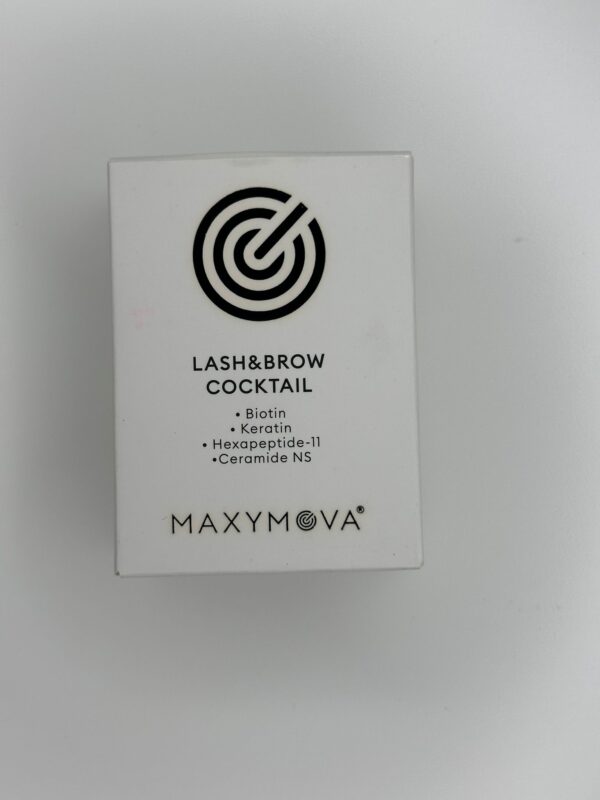 LASH&BROW
COCKTAIL
• Biotin
• Keratin
• Hexapeptide-11
•Ceramide NS
MAXYMOVA®